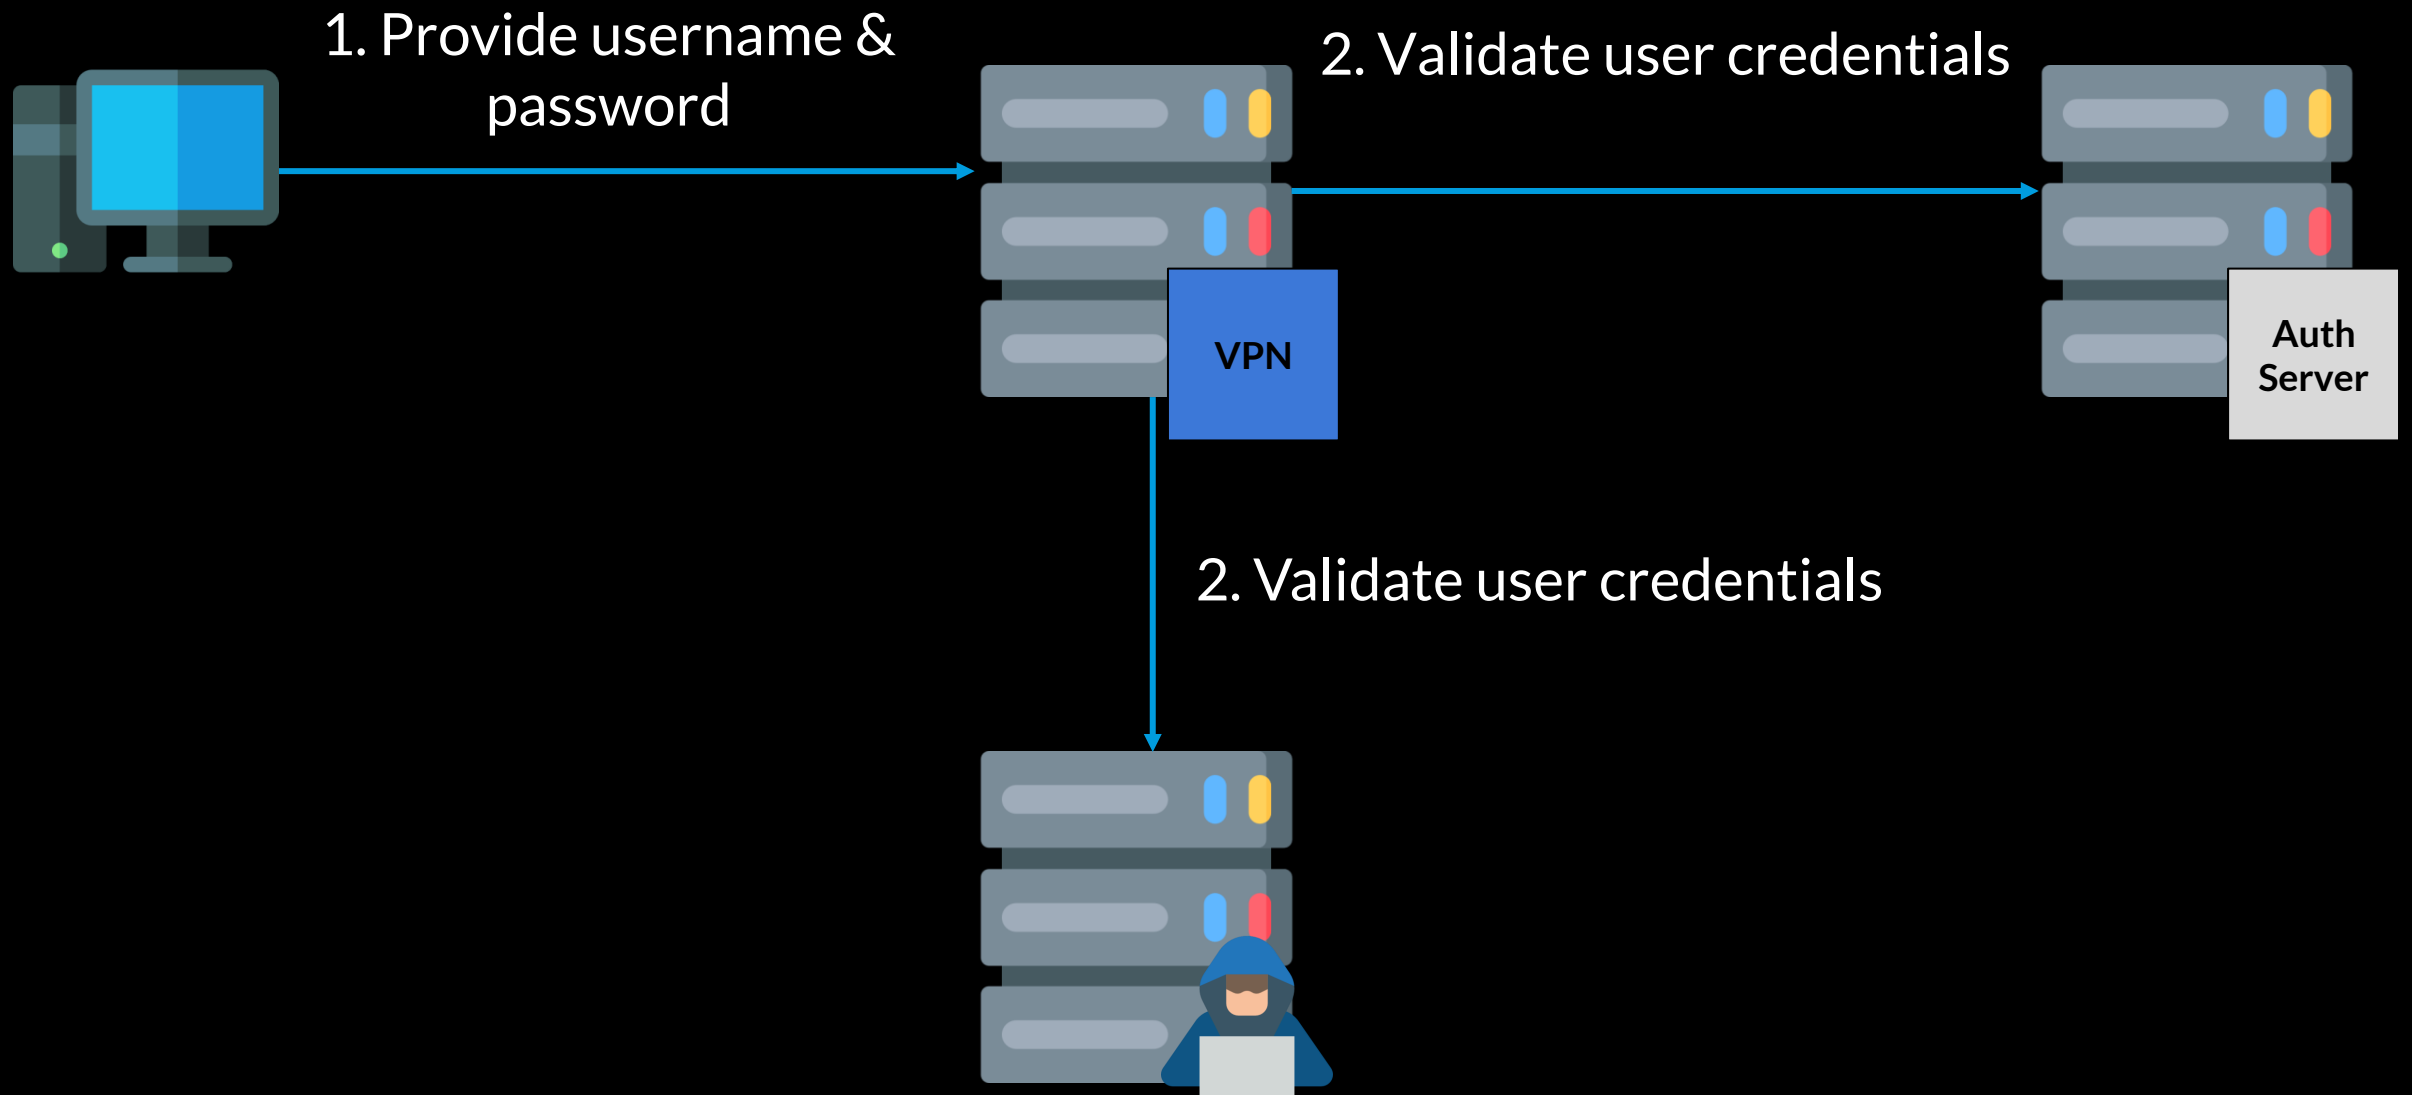 1. Provide username &
password
2. Validate user credentials
VPN
Auth
Server
2. Validate user credentials